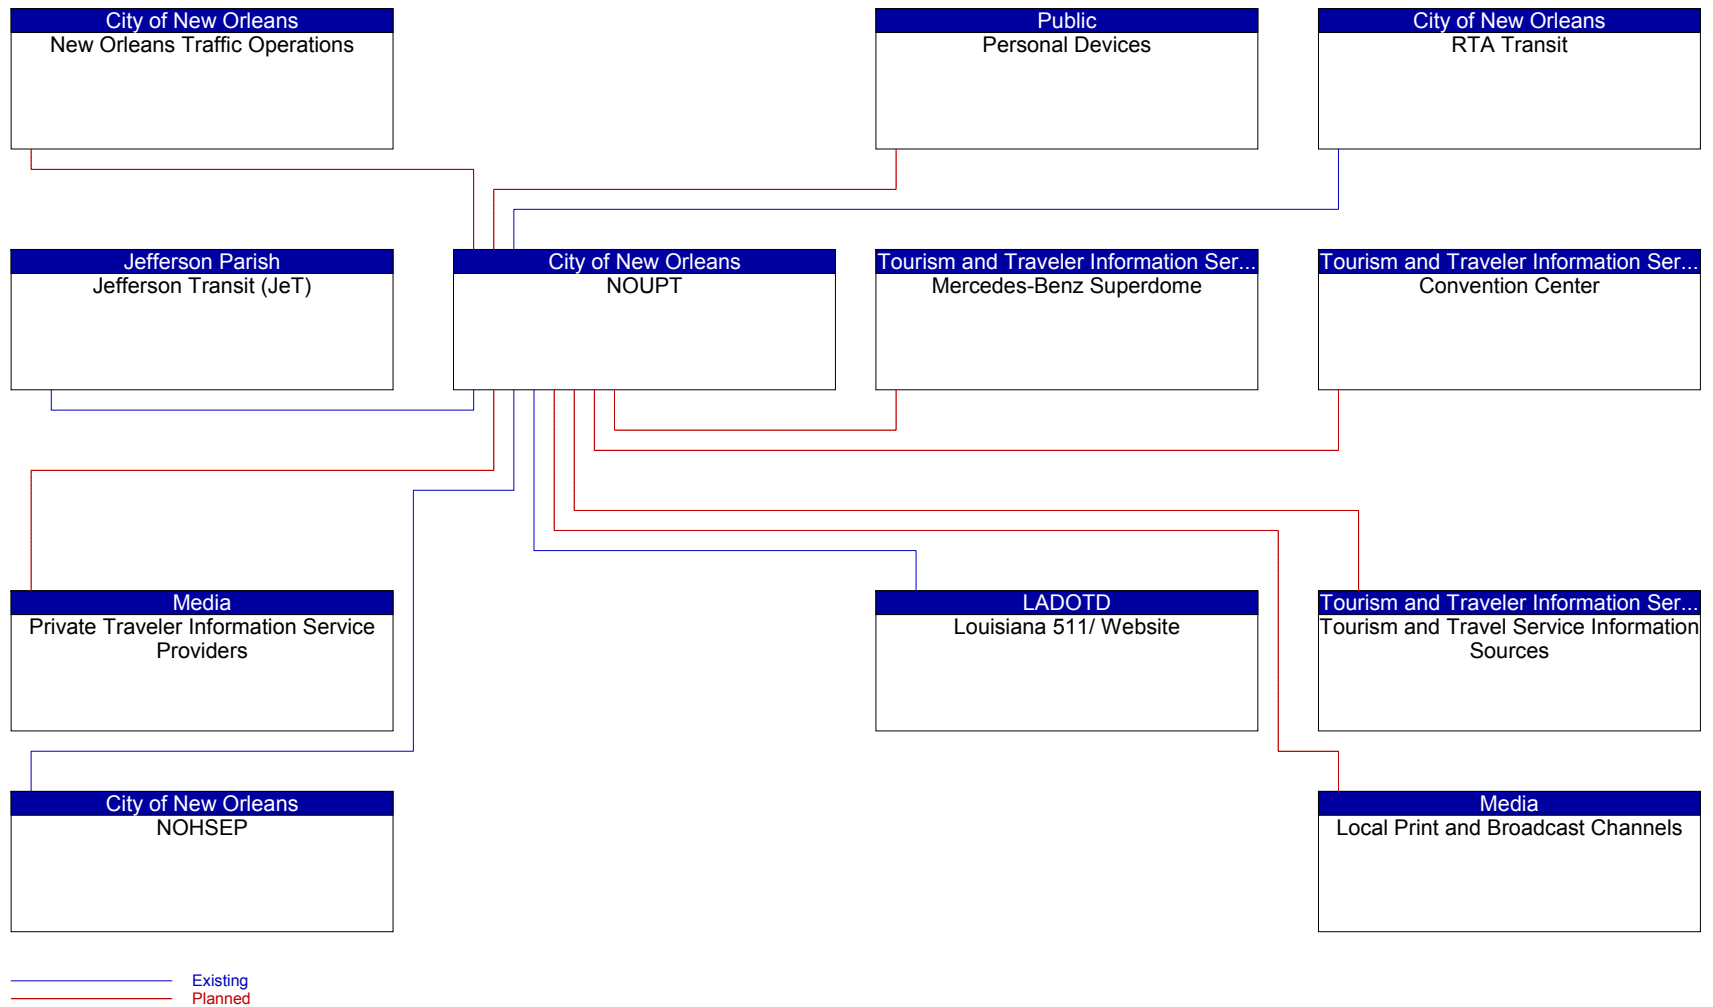 City of New Orleans
New Orleans Traffic Operations
Public
Personal Devices
City of New Orleans
RTA Transit
Jefferson Parish
Jefferson Transit (JeT)
City of New Orleans
NOUPT
Tourism and Traveler Information Ser...
Mercedes-Benz Superdome
Tourism and Traveler Information Ser...
Convention Center
Media
Private Traveler Information Service
Providers
LADOTD
Louisiana 511/ Website
Tourism and Traveler Information Ser...
Tourism and Travel Service Information
Sources
City of New Orleans
NOHSEP
Media
Local Print and Broadcast Channels
Existing
Planned